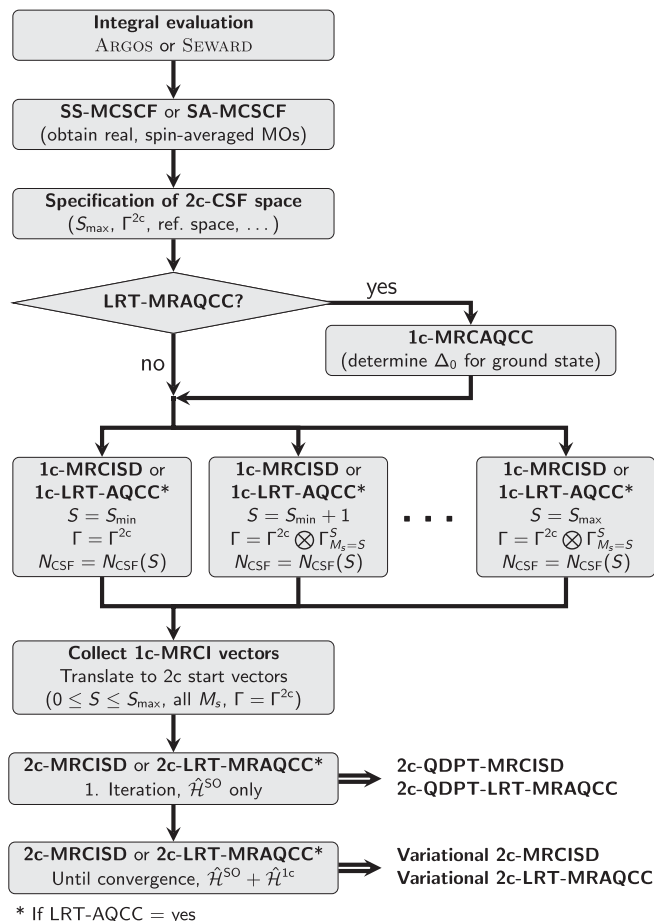 Integral evaluation
ARGOS or SEWARD
SS-MCSCF or SA-MCSCF
(obtain real, spin-averaged MOs)
Specification of 2c-CSF space
(S_max, Γ^2c, ref. space, . . . )
LRT-MRAQCC?
yes
1c-MRCAQCC
(determine Δ_0 for ground state)
no
1c-MRCISD or
1c-LRT-AQCC*
S = S_min
Γ = Γ^2c
N_CSF = N_CSF(S)
1c-MRCISD or
1c-LRT-AQCC*
S = S_min + 1
Γ = Γ^2c ⊗ Γ^S_{M_s=S}
N_CSF = N_CSF(S)
. . .
1c-MRCISD or
1c-LRT-AQCC*
S = S_max
Γ = Γ^2c ⊗ Γ^S_{M_s=S}
N_CSF = N_CSF(S)
Collect 1c-MRCI vectors
Translate to 2c start vectors
(0 ≤ S ≤ S_max, all M_s, Γ = Γ^2c)
2c-MRCISD or 2c-LRT-MRAQCC*
1. Iteration, Ĥ^SO only
2c-QDPT-MRCISD
2c-QDPT-LRT-MRAQCC
2c-MRCISD or 2c-LRT-MRAQCC*
Until convergence, Ĥ^SO + Ĥ^1c
Variational 2c-MRCISD
Variational 2c-LRT-MRAQCC
* If LRT-AQCC = yes